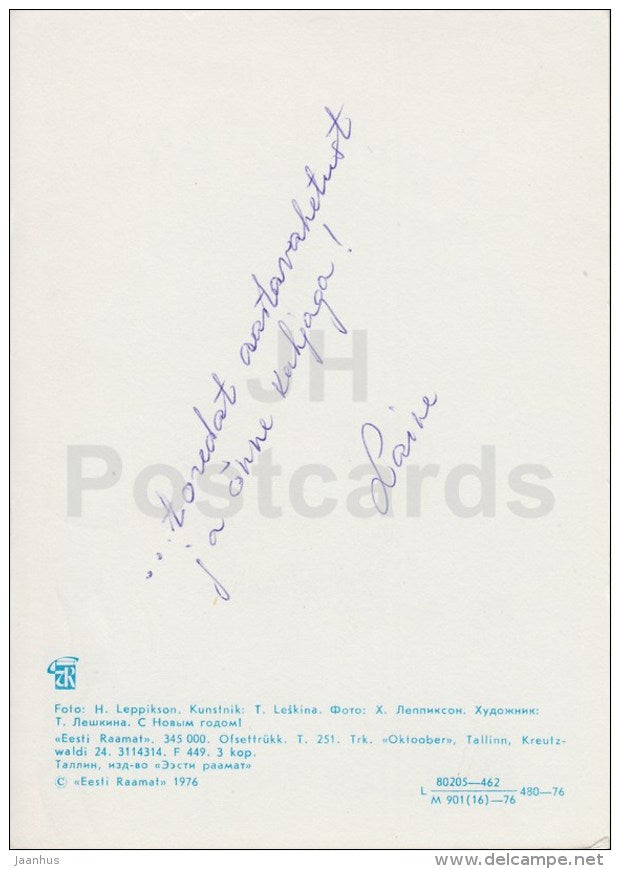 ...toredat aastavahetust
ja õnne kuhjaga!
Laine
JH
Postcards
ER
Foto: H. Leppikson. Kunstnik: T. Leškina. Фото: Х. Леппиксон. Художник:
Т. Лешкина. С Новым годом!
«Eesti Raamat». 345 000. Ofsettrükk. T. 251. Trk. «Oktoober», Tallinn, Kreutz-
waldi 24. 3114314. F 449. 3 kop.
Таллин, изд-во «Ээсти раамат»
© «Eesti Raamat» 1976
L 80205—462
M 901(16)—76 480—76
jaanhus
www.delcampe.net